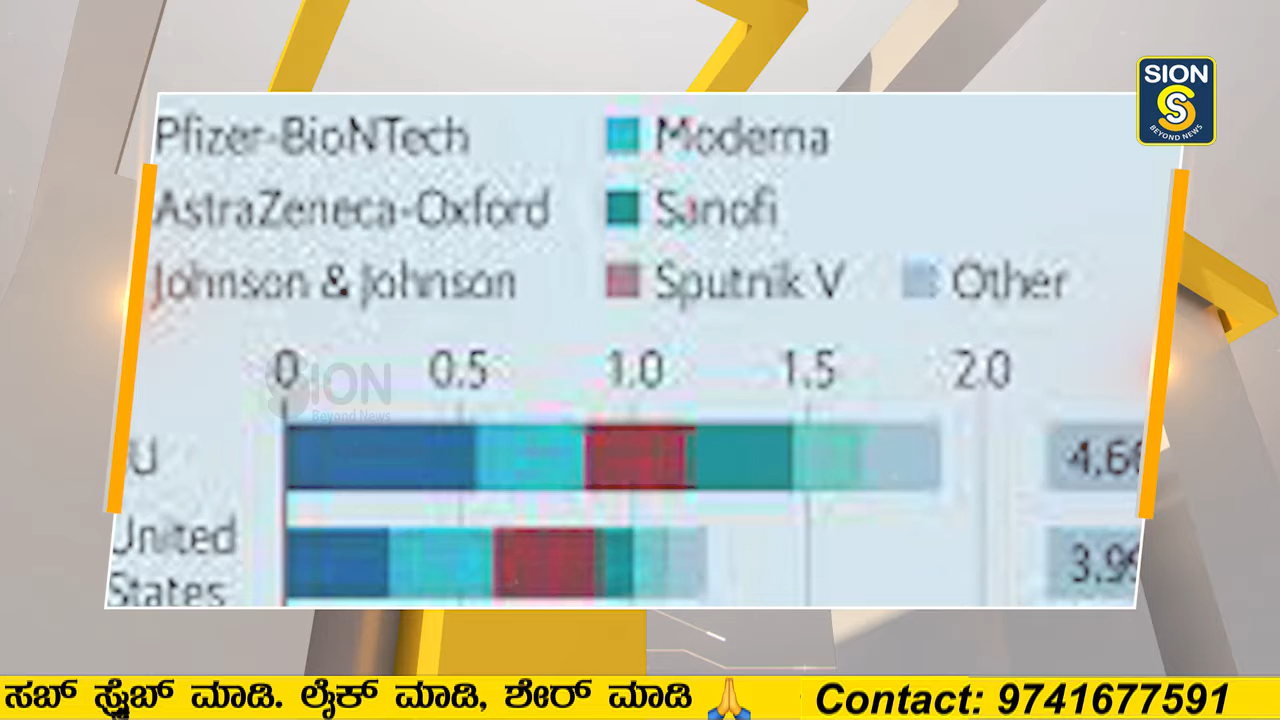 SION
S
BEYOND NEWS
Pfizer-BioNTech Moderna
AstraZeneca-Oxford Sanofi
Johnson & Johnson Sputnik V Other
0 0.5 1.0 1.5 2.0
SION
Beyond News
U
United
States
ಸಬ್ ಸ್ಕ್ರೈಬ್ ಮಾಡಿ. ಲೈಕ್ ಮಾಡಿ, ಶೇರ್ ಮಾಡಿ 🙏 Contact: 9741677591